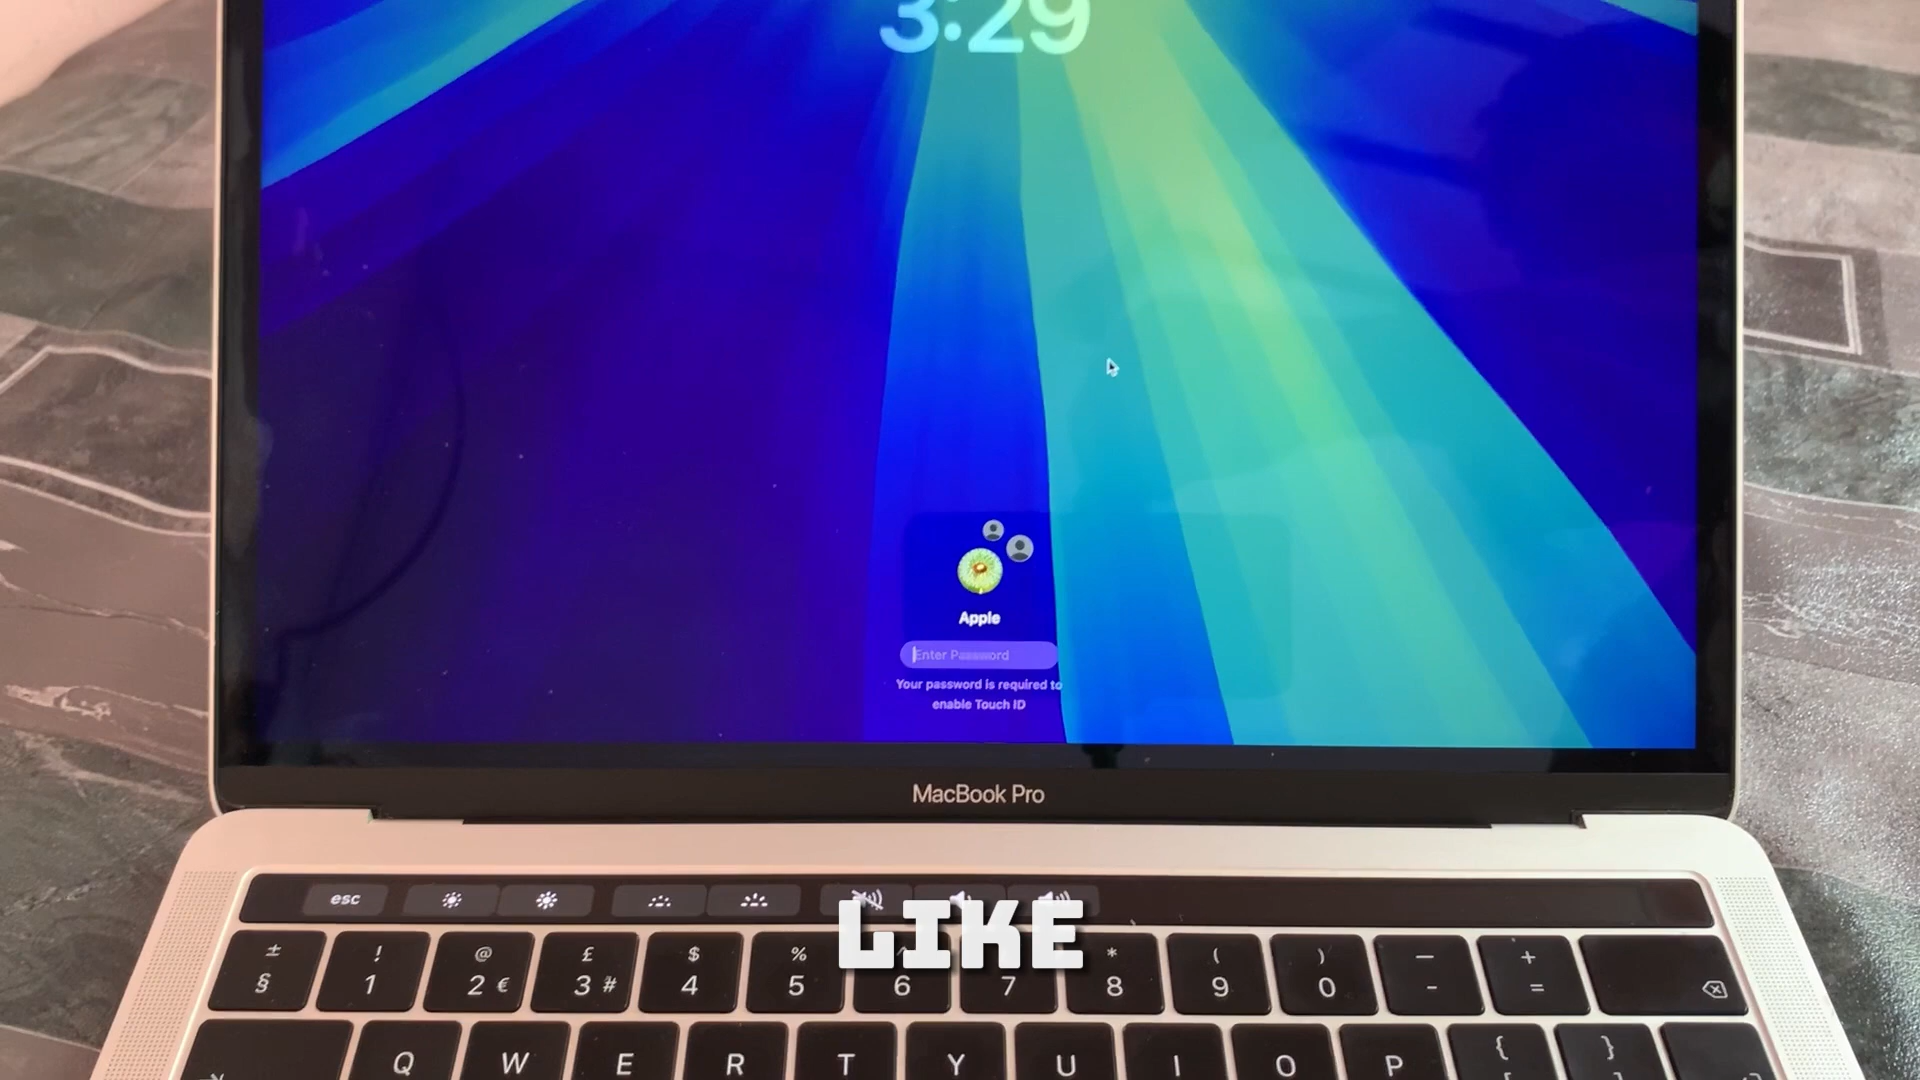 3:29
Apple
Enter Password
Your password is required to
enable Touch ID
MacBook Pro
esc
LIKE
± ! @ £ $ % * ( ) — +
§ 1 2 € 3 # 4 5 6 7 8 9 0 - =
Q W E R T Y U I O P { }